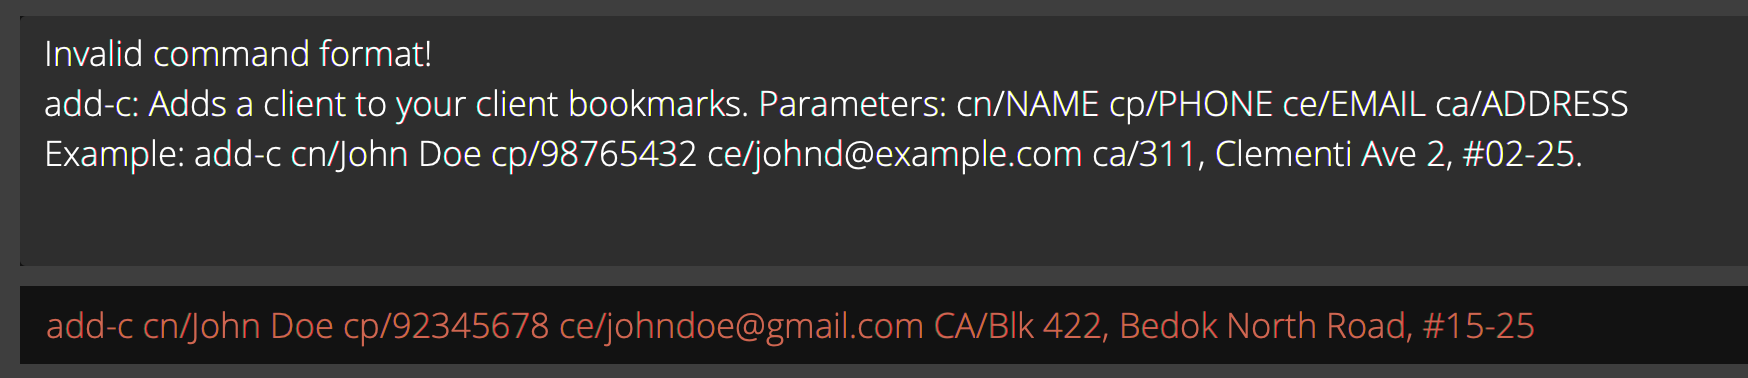 Invalid command format!
add-c: Adds a client to your client bookmarks. Parameters: cn/NAME cp/PHONE ce/EMAIL ca/ADDRESS
Example: add-c cn/John Doe cp/98765432 ce/johnd@example.com ca/311, Clementi Ave 2, #02-25.
add-c cn/John Doe cp/92345678 ce/johndoe@gmail.com CA/Blk 422, Bedok North Road, #15-25